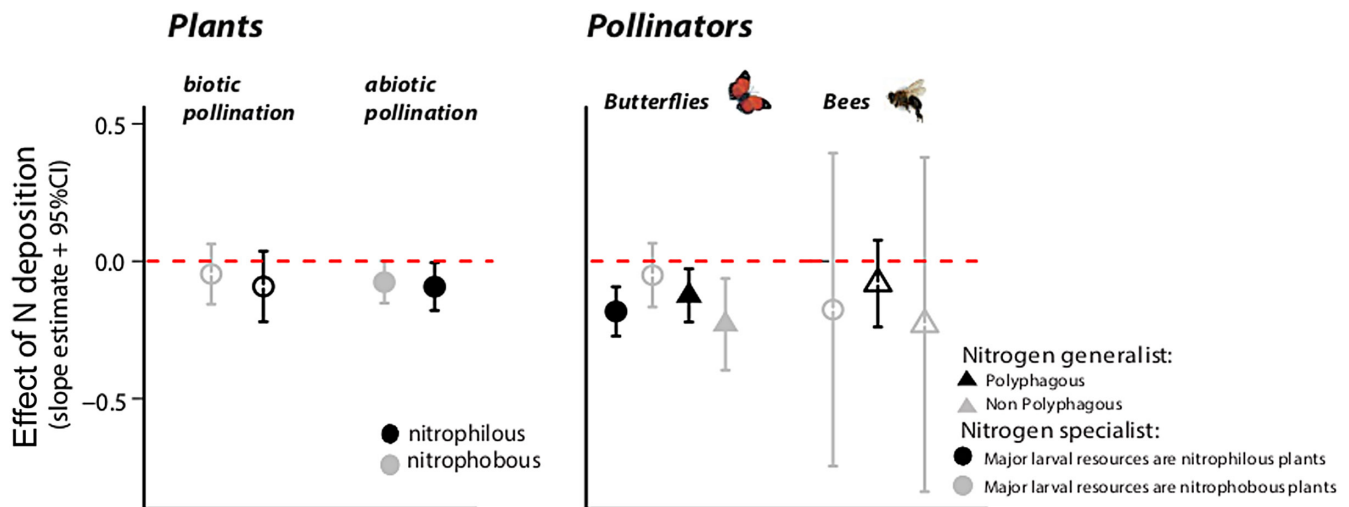 Plants
Pollinators
biotic
pollination
abiotic
pollination
Butterflies
Bees
0.5
0.0
−0.5
Effect of N deposition
(slope estimate + 95%CI)
nitrophilous
nitrophobous
Nitrogen generalist:
Polyphagous
Non Polyphagous
Nitrogen specialist:
Major larval resources are nitrophilous plants
Major larval resources are nitrophobous plants